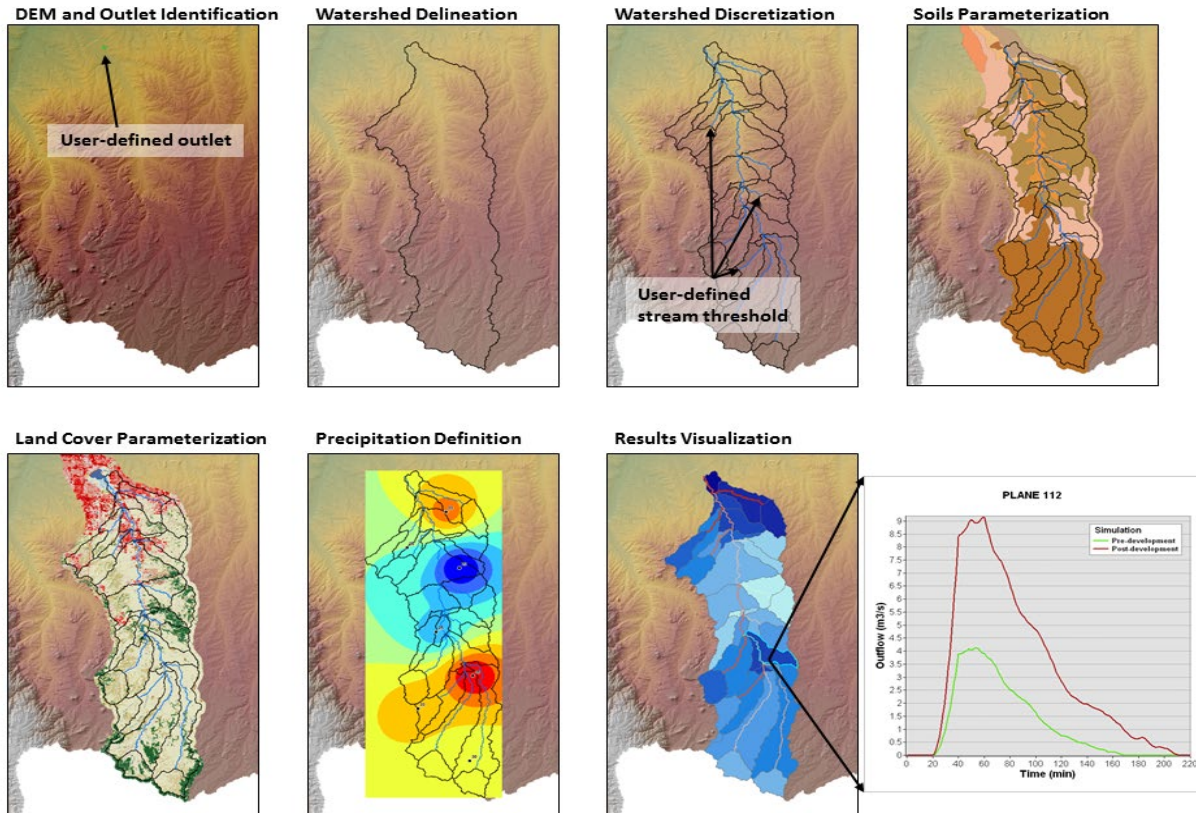 DEM and Outlet Identification
Watershed Delineation
Watershed Discretization
Soils Parameterization
User-defined outlet
User-defined
stream threshold
Land Cover Parameterization
Precipitation Definition
Results Visualization
PLANE 112
Simulation
Pre-development
Post-development
Outflow (m3/s)
9
8.5
8
7.5
7
6.5
6
5.5
5
4.5
4
3.5
3
2.5
2
1.5
1
0.5
0
0 20 40 60 80 100 120 140 160 180 200 220
Time (min)